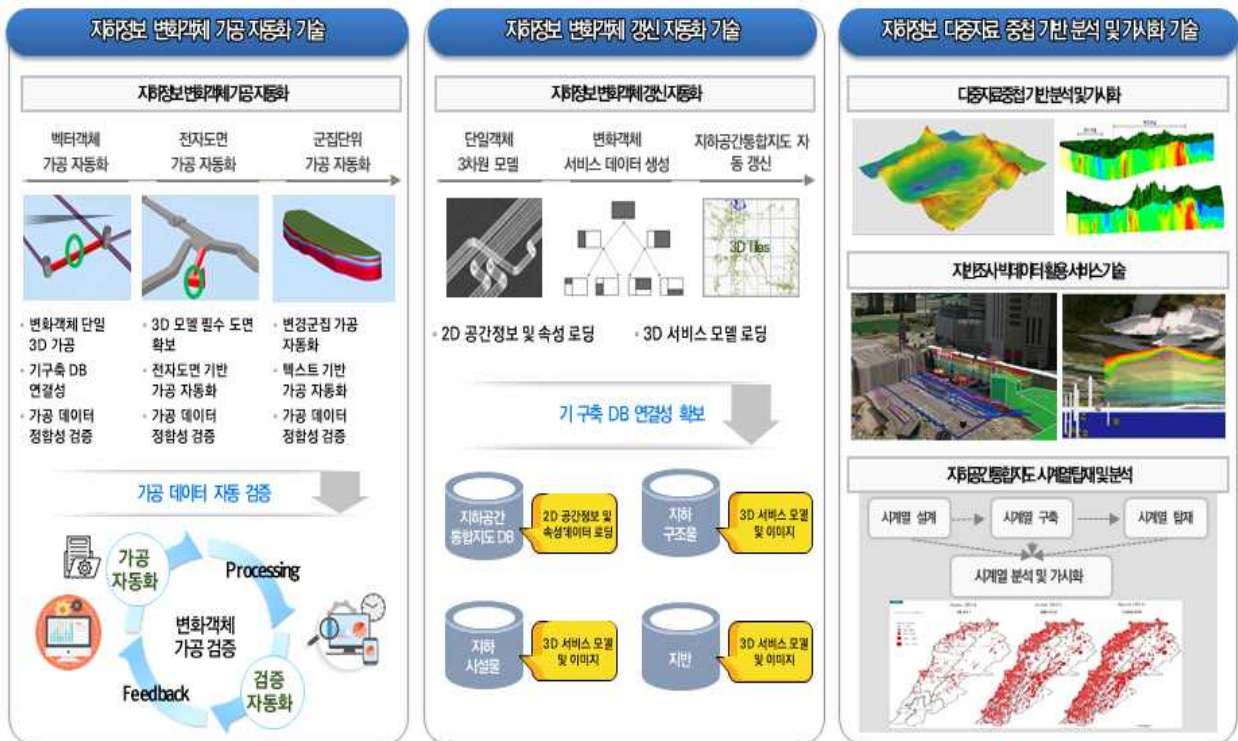 지하정보 변화객체 가공 자동화 기술
지하정보 변화객체 가공 자동화
벡터객체
가공 자동화
전자도면
가공 자동화
군집단위
가공 자동화
• 변화객체 단일
3D 가공
• 기구축 DB
연결성
• 가공 데이터
정합성 검증
• 3D 모델 필수 도면
확보
• 전자도면 기반
가공 자동화
• 가공 데이터
정합성 검증
• 변경군집 가공
자동화
• 텍스트 기반
가공 자동화
• 가공 데이터
정합성 검증
가공 데이터 자동 검증
가공
자동화
Processing
변화객체
가공 검증
Feedback
검증
자동화
지하정보 변화객체 갱신 자동화 기술
지하정보 변화객체 갱신 자동화
단일객체
3차원 모델
변화객체
서비스 데이터 생성
지하공간통합지도 자
동 갱신
3D Tiles
• 2D 공간정보 및 속성 로딩
• 3D 서비스 모델 로딩
기 구축 DB 연결성 확보
지하공간
통합지도 DB
2D 공간정보 및
속성데이터 로딩
지하
구조물
3D 서비스 모델
및 이미지
지하
시설물
3D 서비스 모델
및 이미지
지반
3D 서비스 모델
및 이미지
지하정보 다중자료 중첩 기반 분석 및 가시화 기술
다중자료 중첩 기반 분석 및 가시화
지반조사 빅데이터 활용 서비스 기술
지하공간통합지도 시계열 탑재 및 분석
시계열 설계
시계열 구축
시계열 탑재
시계열 분석 및 가시화